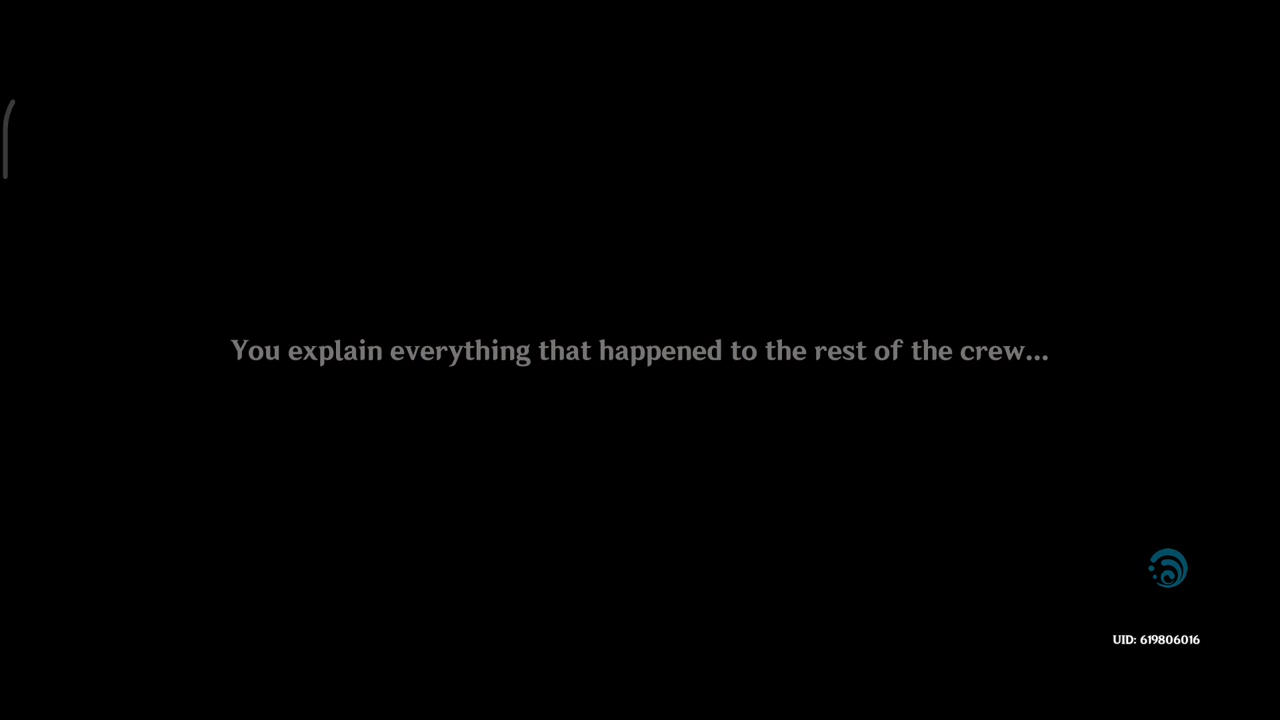 You explain everything that happened to the rest of the crew...
UID: 619806016